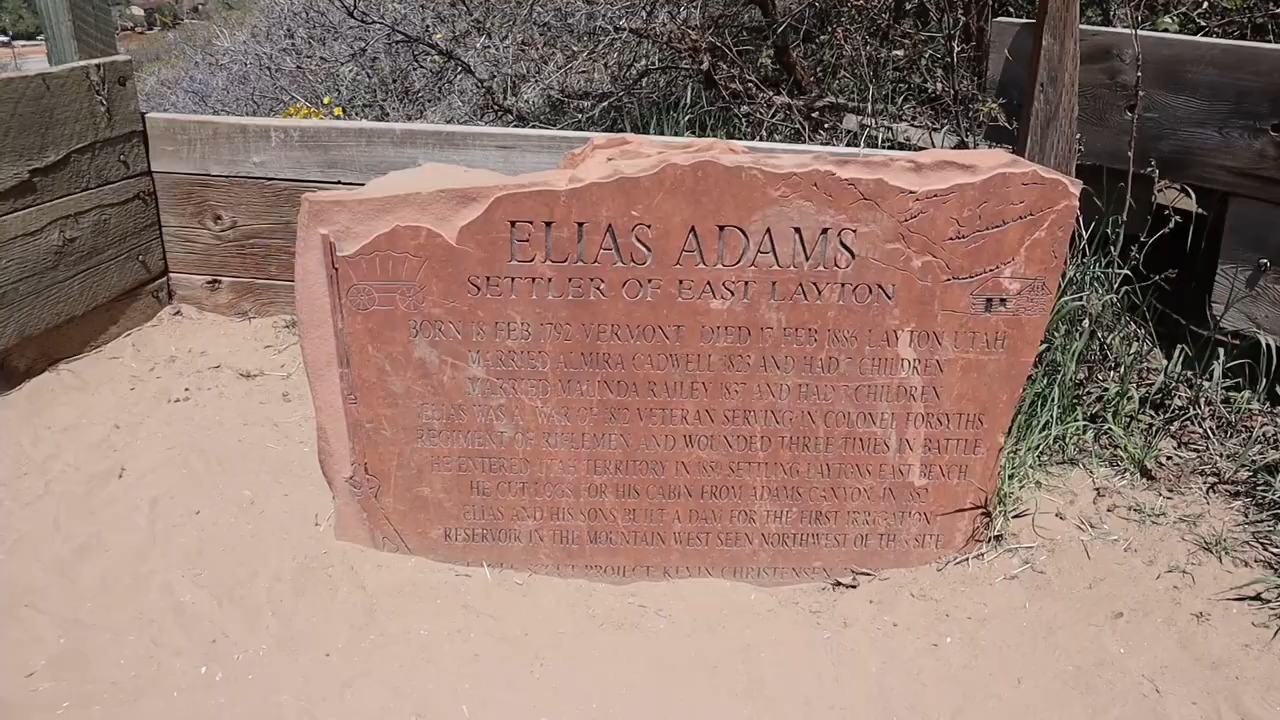 ELIAS ADAMS
SETTLER OF EAST LAYTON
BORN 18 FEB 1792 VERMONT DIED 17 FEB 1886 LAYTON UTAH
MARRIED ALMIRA CADWELL 1823 AND HAD 7 CHILDREN
MARRIED MALINDA RAILEY 1837 AND HAD 7 CHILDREN
ELIAS WAS A WAR OF 1812 VETERAN SERVING IN COLONEL FORSYTHS
REGIMENT OF RIFLEMEN AND WOUNDED THREE TIMES IN BATTLE
HE ENTERED UTAH TERRITORY IN 1850 SETTLING LAYTONS EAST BENCH
HE CUT LOGS FOR HIS CABIN FROM ADAMS CANYON IN 1852
ELIAS AND HIS SONS BUILT A DAM FOR THE FIRST IRRIGATION
RESERVOIR IN THE MOUNTAIN WEST SEEN NORTHWEST OF THIS SITE
SCOUT PROJECT KEVIN CHRISTENSEN